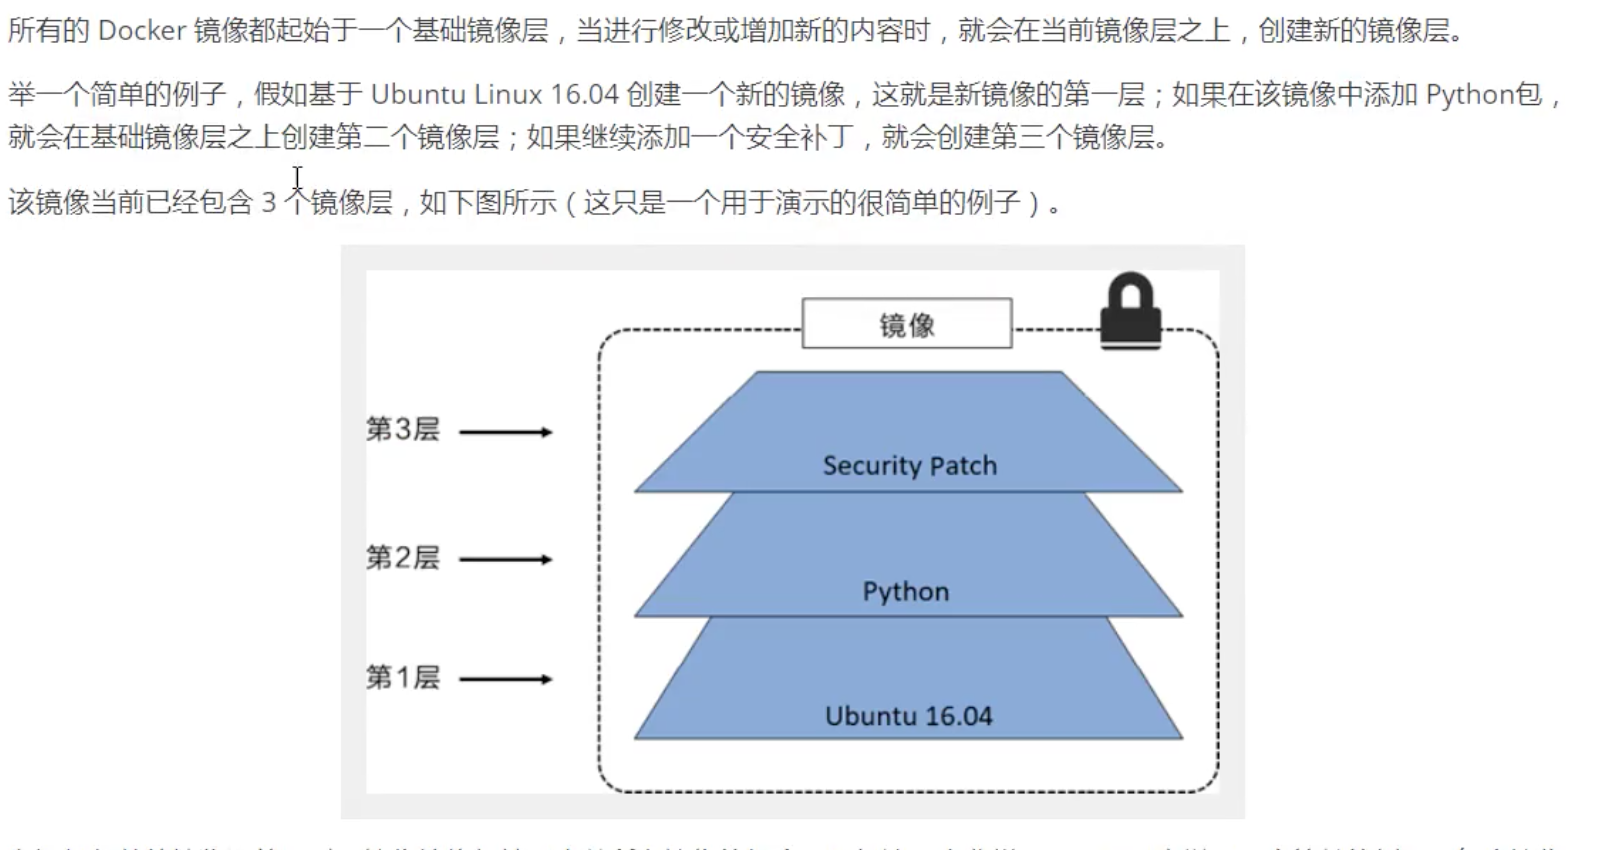 所有的 Docker 镜像都起始于一个基础镜像层，当进行修改或增加新的内容时，就会在当前镜像层之上，创建新的镜像层。
举一个简单的例子，假如基于 Ubuntu Linux 16.04 创建一个新的镜像，这就是新镜像的第一层；如果在该镜像中添加 Python包，
就会在基础镜像层之上创建第二个镜像层；如果继续添加一个安全补丁，就会创建第三个镜像层。
该镜像当前已经包含 3 个镜像层，如下图所示（这只是一个用于演示的很简单的例子）。
镜像
第3层
Security Patch
第2层
Python
第1层
Ubuntu 16.04